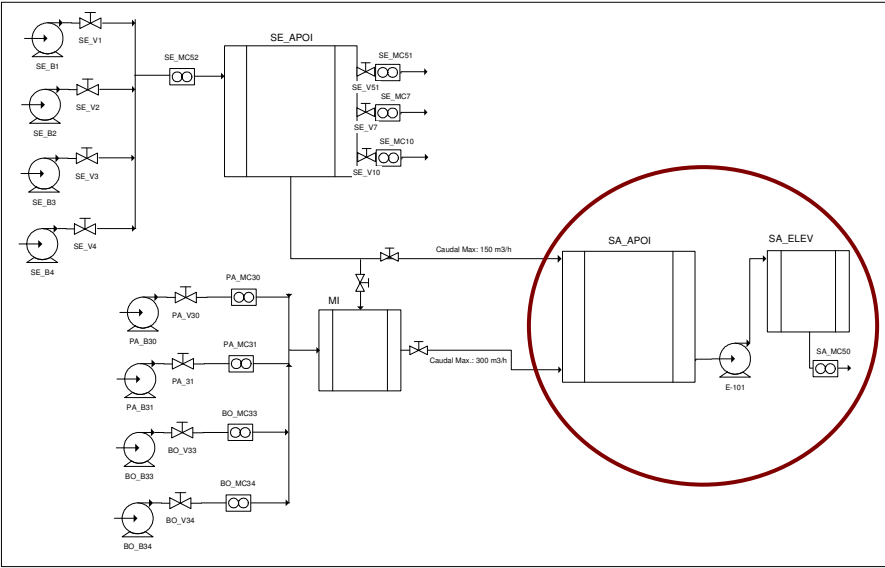 SE_V1
SE_B1
SE_V2
SE_B2
SE_V3
SE_B3
SE_V4
SE_B4
SE_MC52
SE_APOI
SE_MC51
SE_V51
SE_MC7
SE_V7
SE_MC10
SE_V10
Caudal Max: 150 m3/h
SA_APOI
SA_ELEV
PA_MC30
PA_V30
PA_B30
MI
PA_MC31
PA_31
PA_B31
Caudal Max.: 300 m3/h
E-101
SA_MC50
BO_MC33
BO_V33
BO_B33
BO_MC34
BO_V34
BO_B34